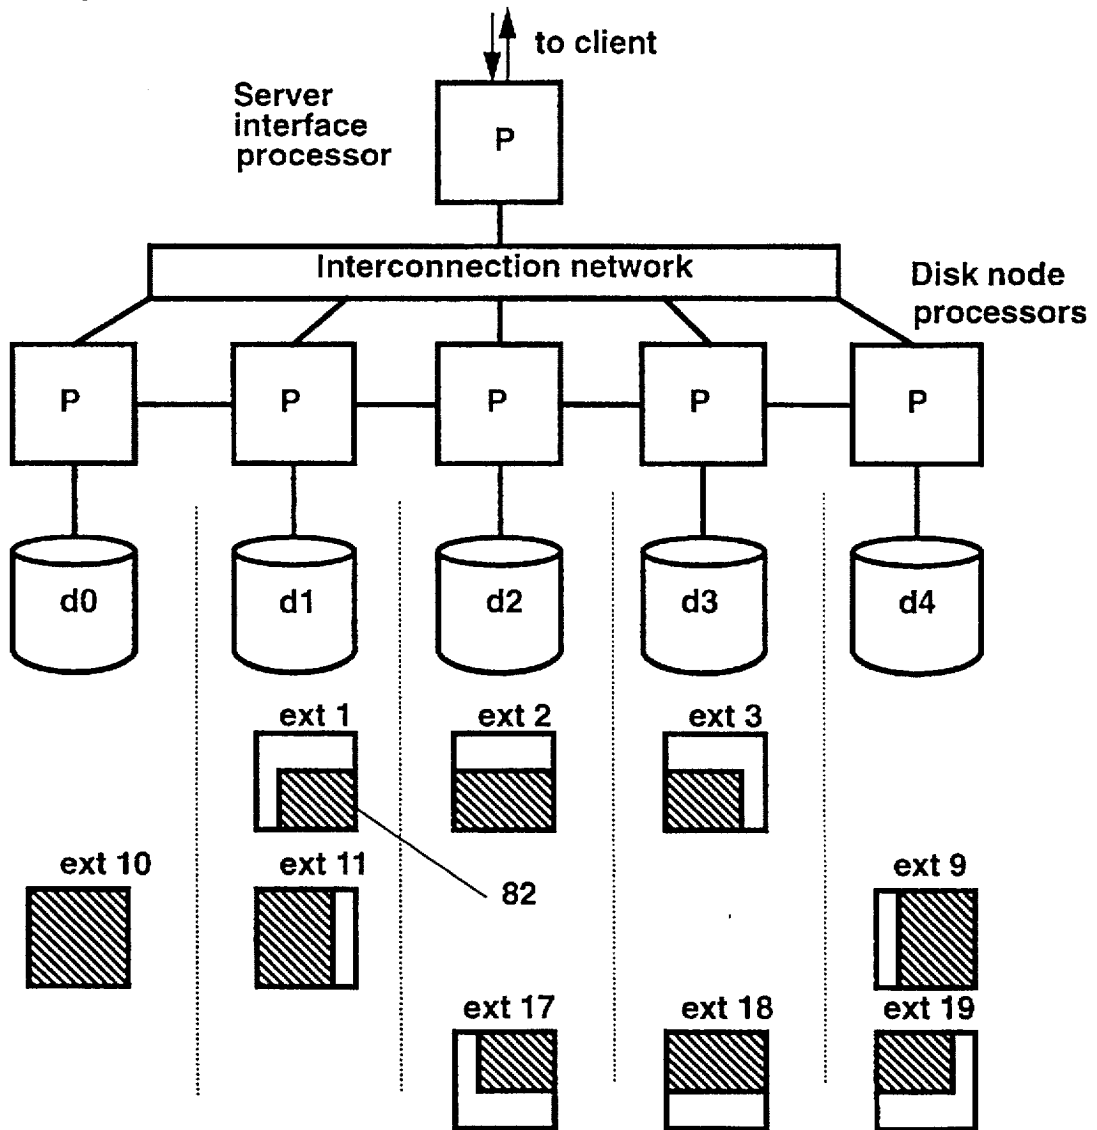 to client
Server
interface
processor
P
Interconnection network
Disk node
processors
P P P P P
d0 d1 d2 d3 d4
ext 1 ext 2 ext 3
ext 10 ext 11 ext 9
82
ext 17 ext 18 ext 19